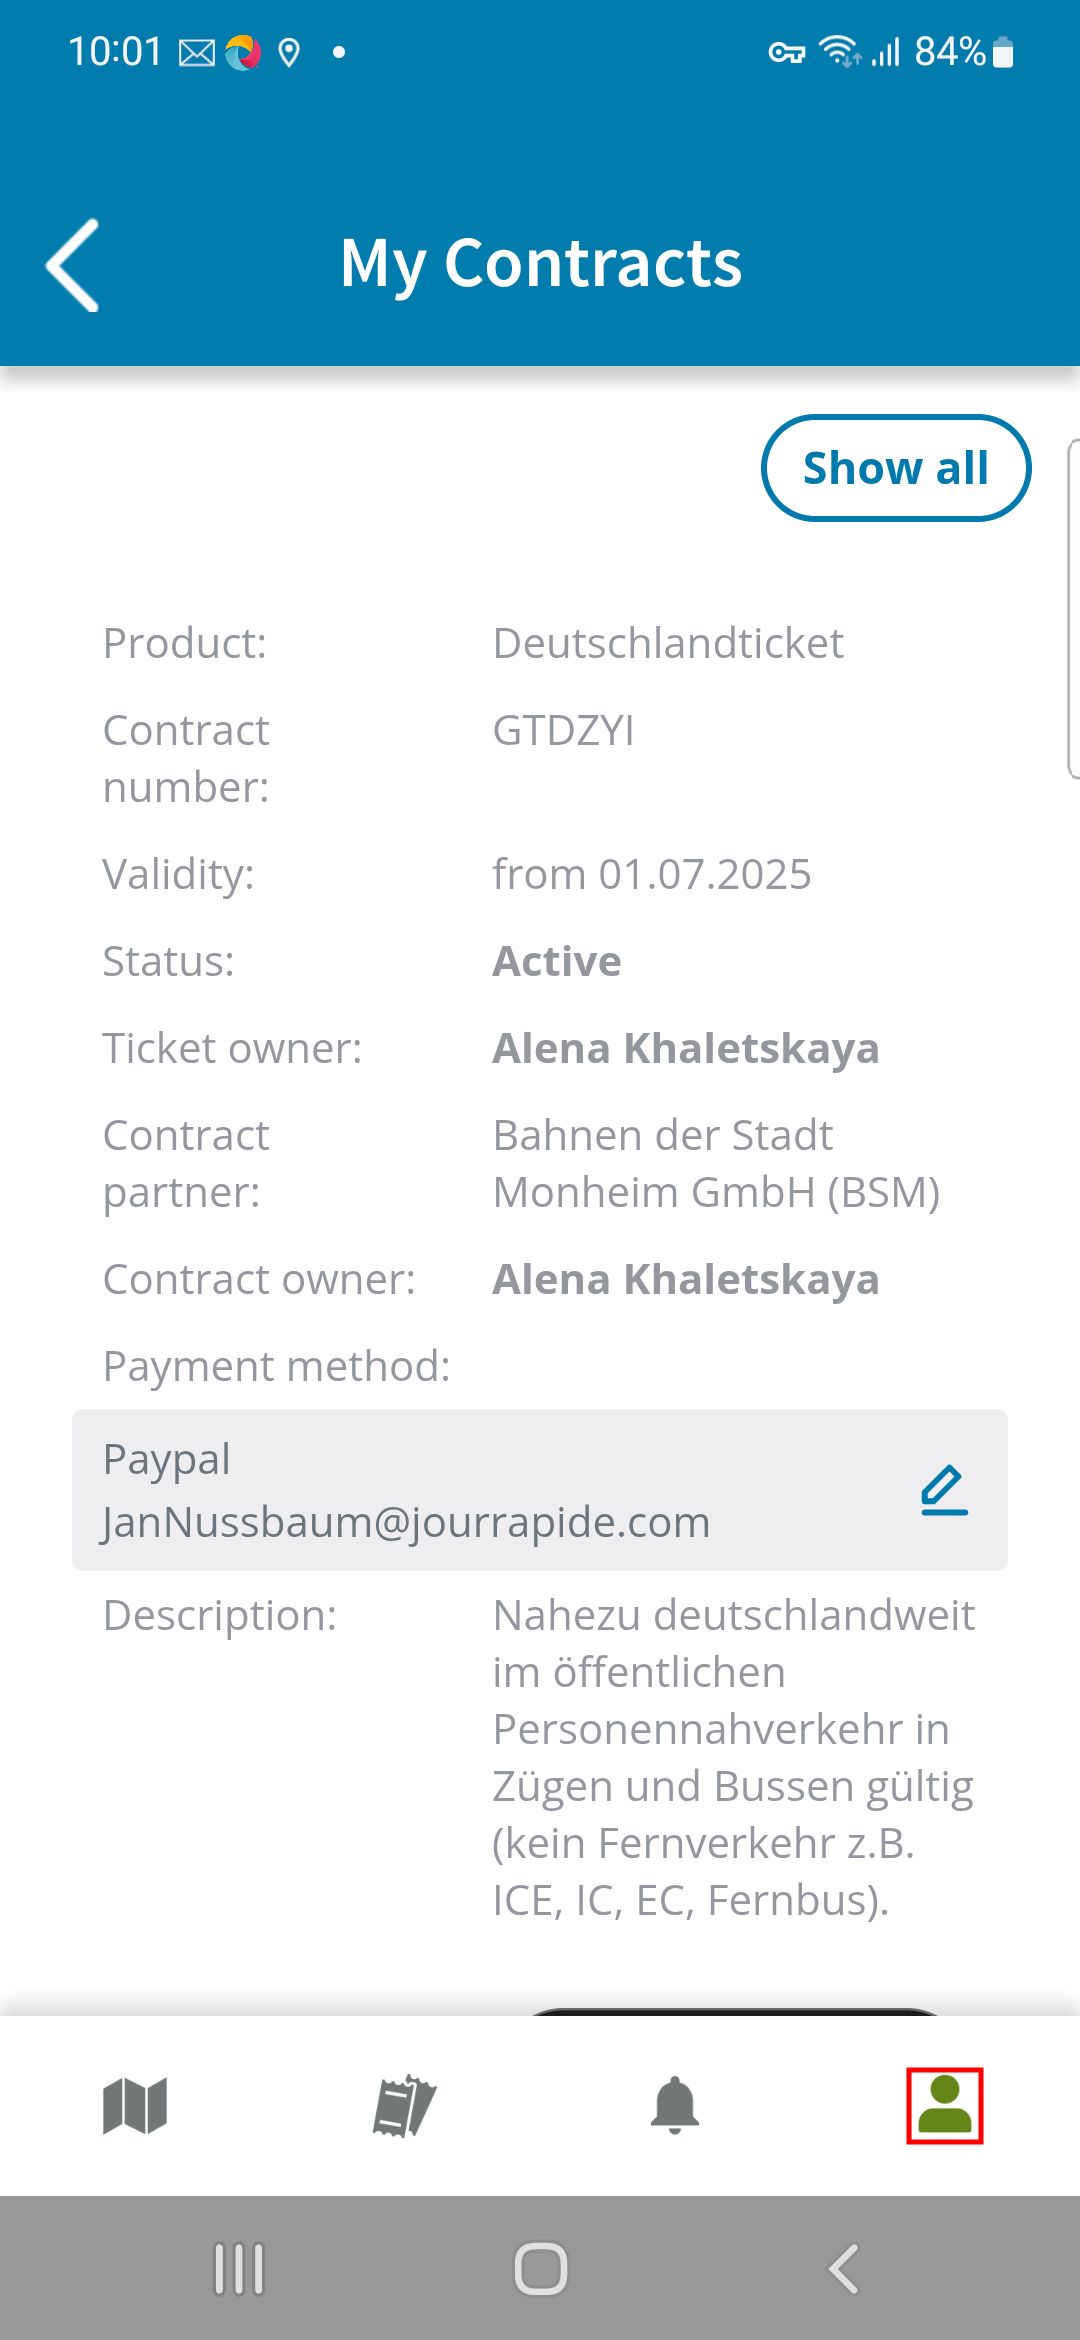 10:01
84%
My Contracts
Show all
Product: Deutschlandticket
Contract GTDZYI
number:
Validity: from 01.07.2025
Status: Active
Ticket owner: Alena Khaletskaya
Contract Bahnen der Stadt
partner: Monheim GmbH (BSM)
Contract owner: Alena Khaletskaya
Payment method:
Paypal
JanNussbaum@jourrapide.com
Description: Nahezu deutschlandweit
im öffentlichen
Personennahverkehr in
Zügen und Bussen gültig
(kein Fernverkehr z.B.
ICE, IC, EC, Fernbus).